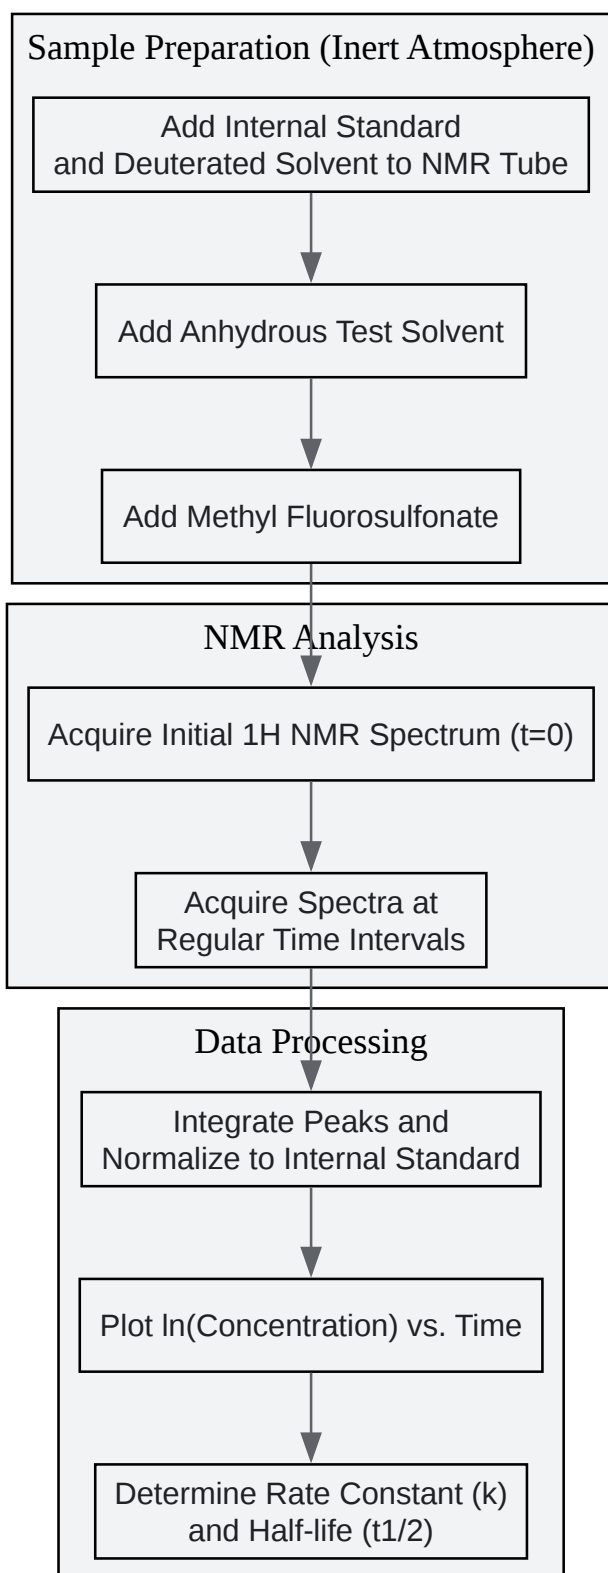 Sample Preparation (Inert Atmosphere)
Add Internal Standard
and Deuterated Solvent to NMR Tube
Add Anhydrous Test Solvent
Add Methyl Fluorosulfonate
NMR Analysis
Acquire Initial 1H NMR Spectrum (t=0)
Acquire Spectra at
Regular Time Intervals
Data Processing
Integrate Peaks and
Normalize to Internal Standard
Plot ln(Concentration) vs. Time
Determine Rate Constant (k)
and Half-life (t1/2)